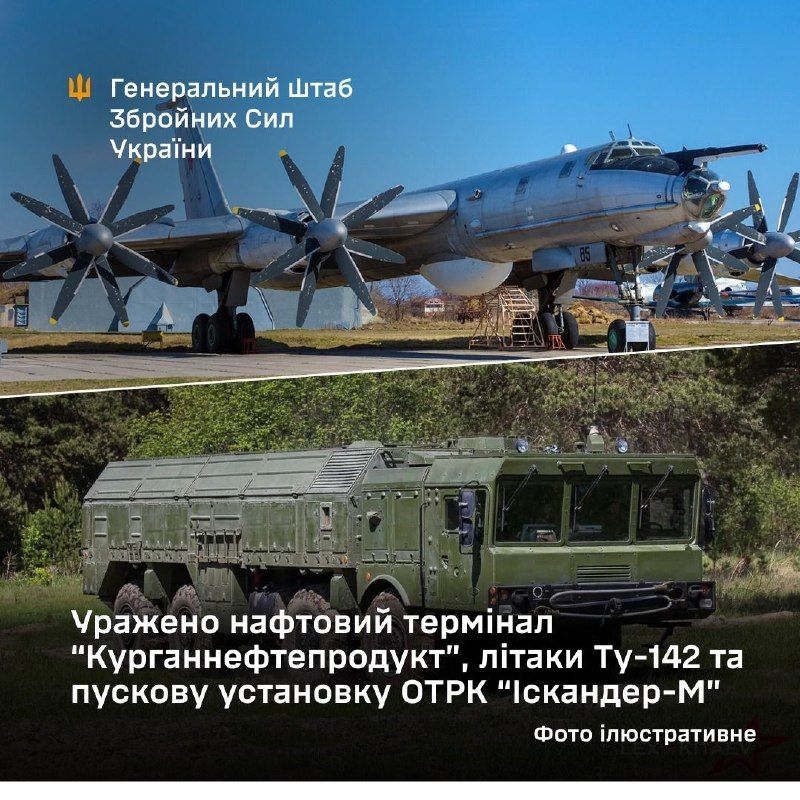 Генеральний штаб
Збройних Сил
України
85
Уражено нафтовий термінал
“Курганнефтепродукт”, літаки Ту-142 та
пускову установку ОТРК “Іскандер-М”
Фото ілюстративне